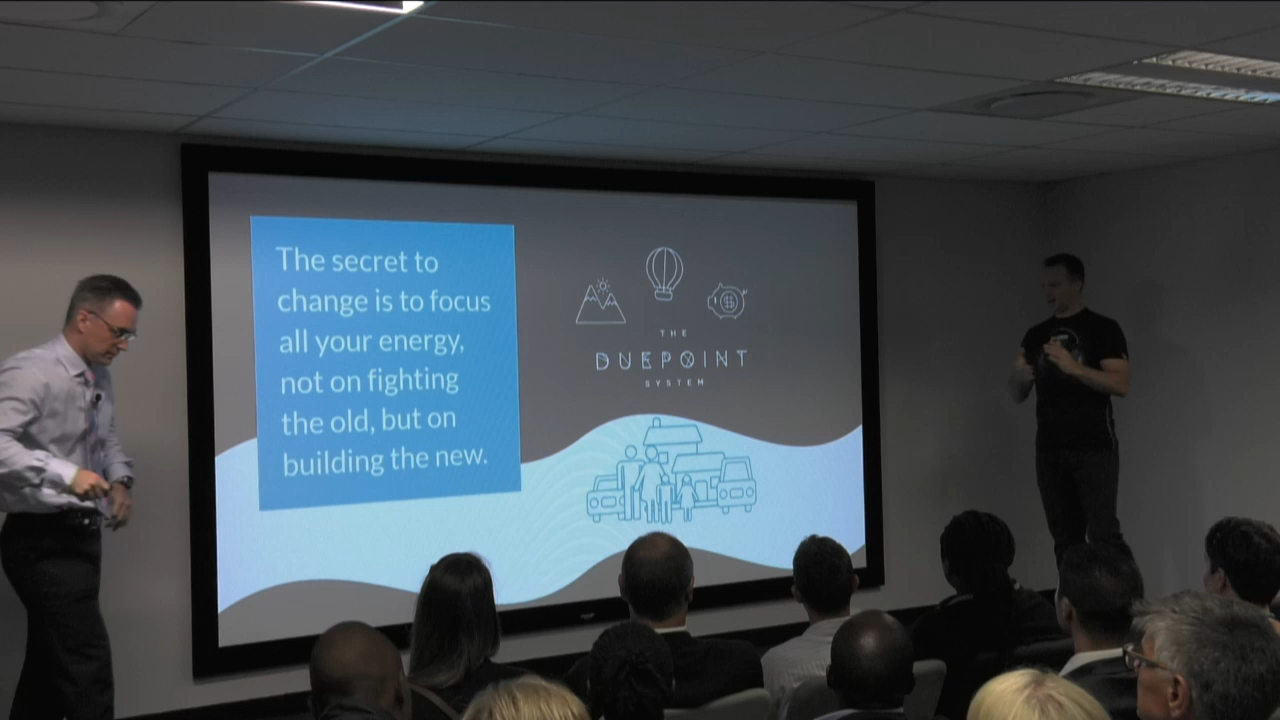 The secret to
change is to focus
all your energy,
not on fighting
the old, but on
building the new.
THE
DUEPOINT
SYSTEM